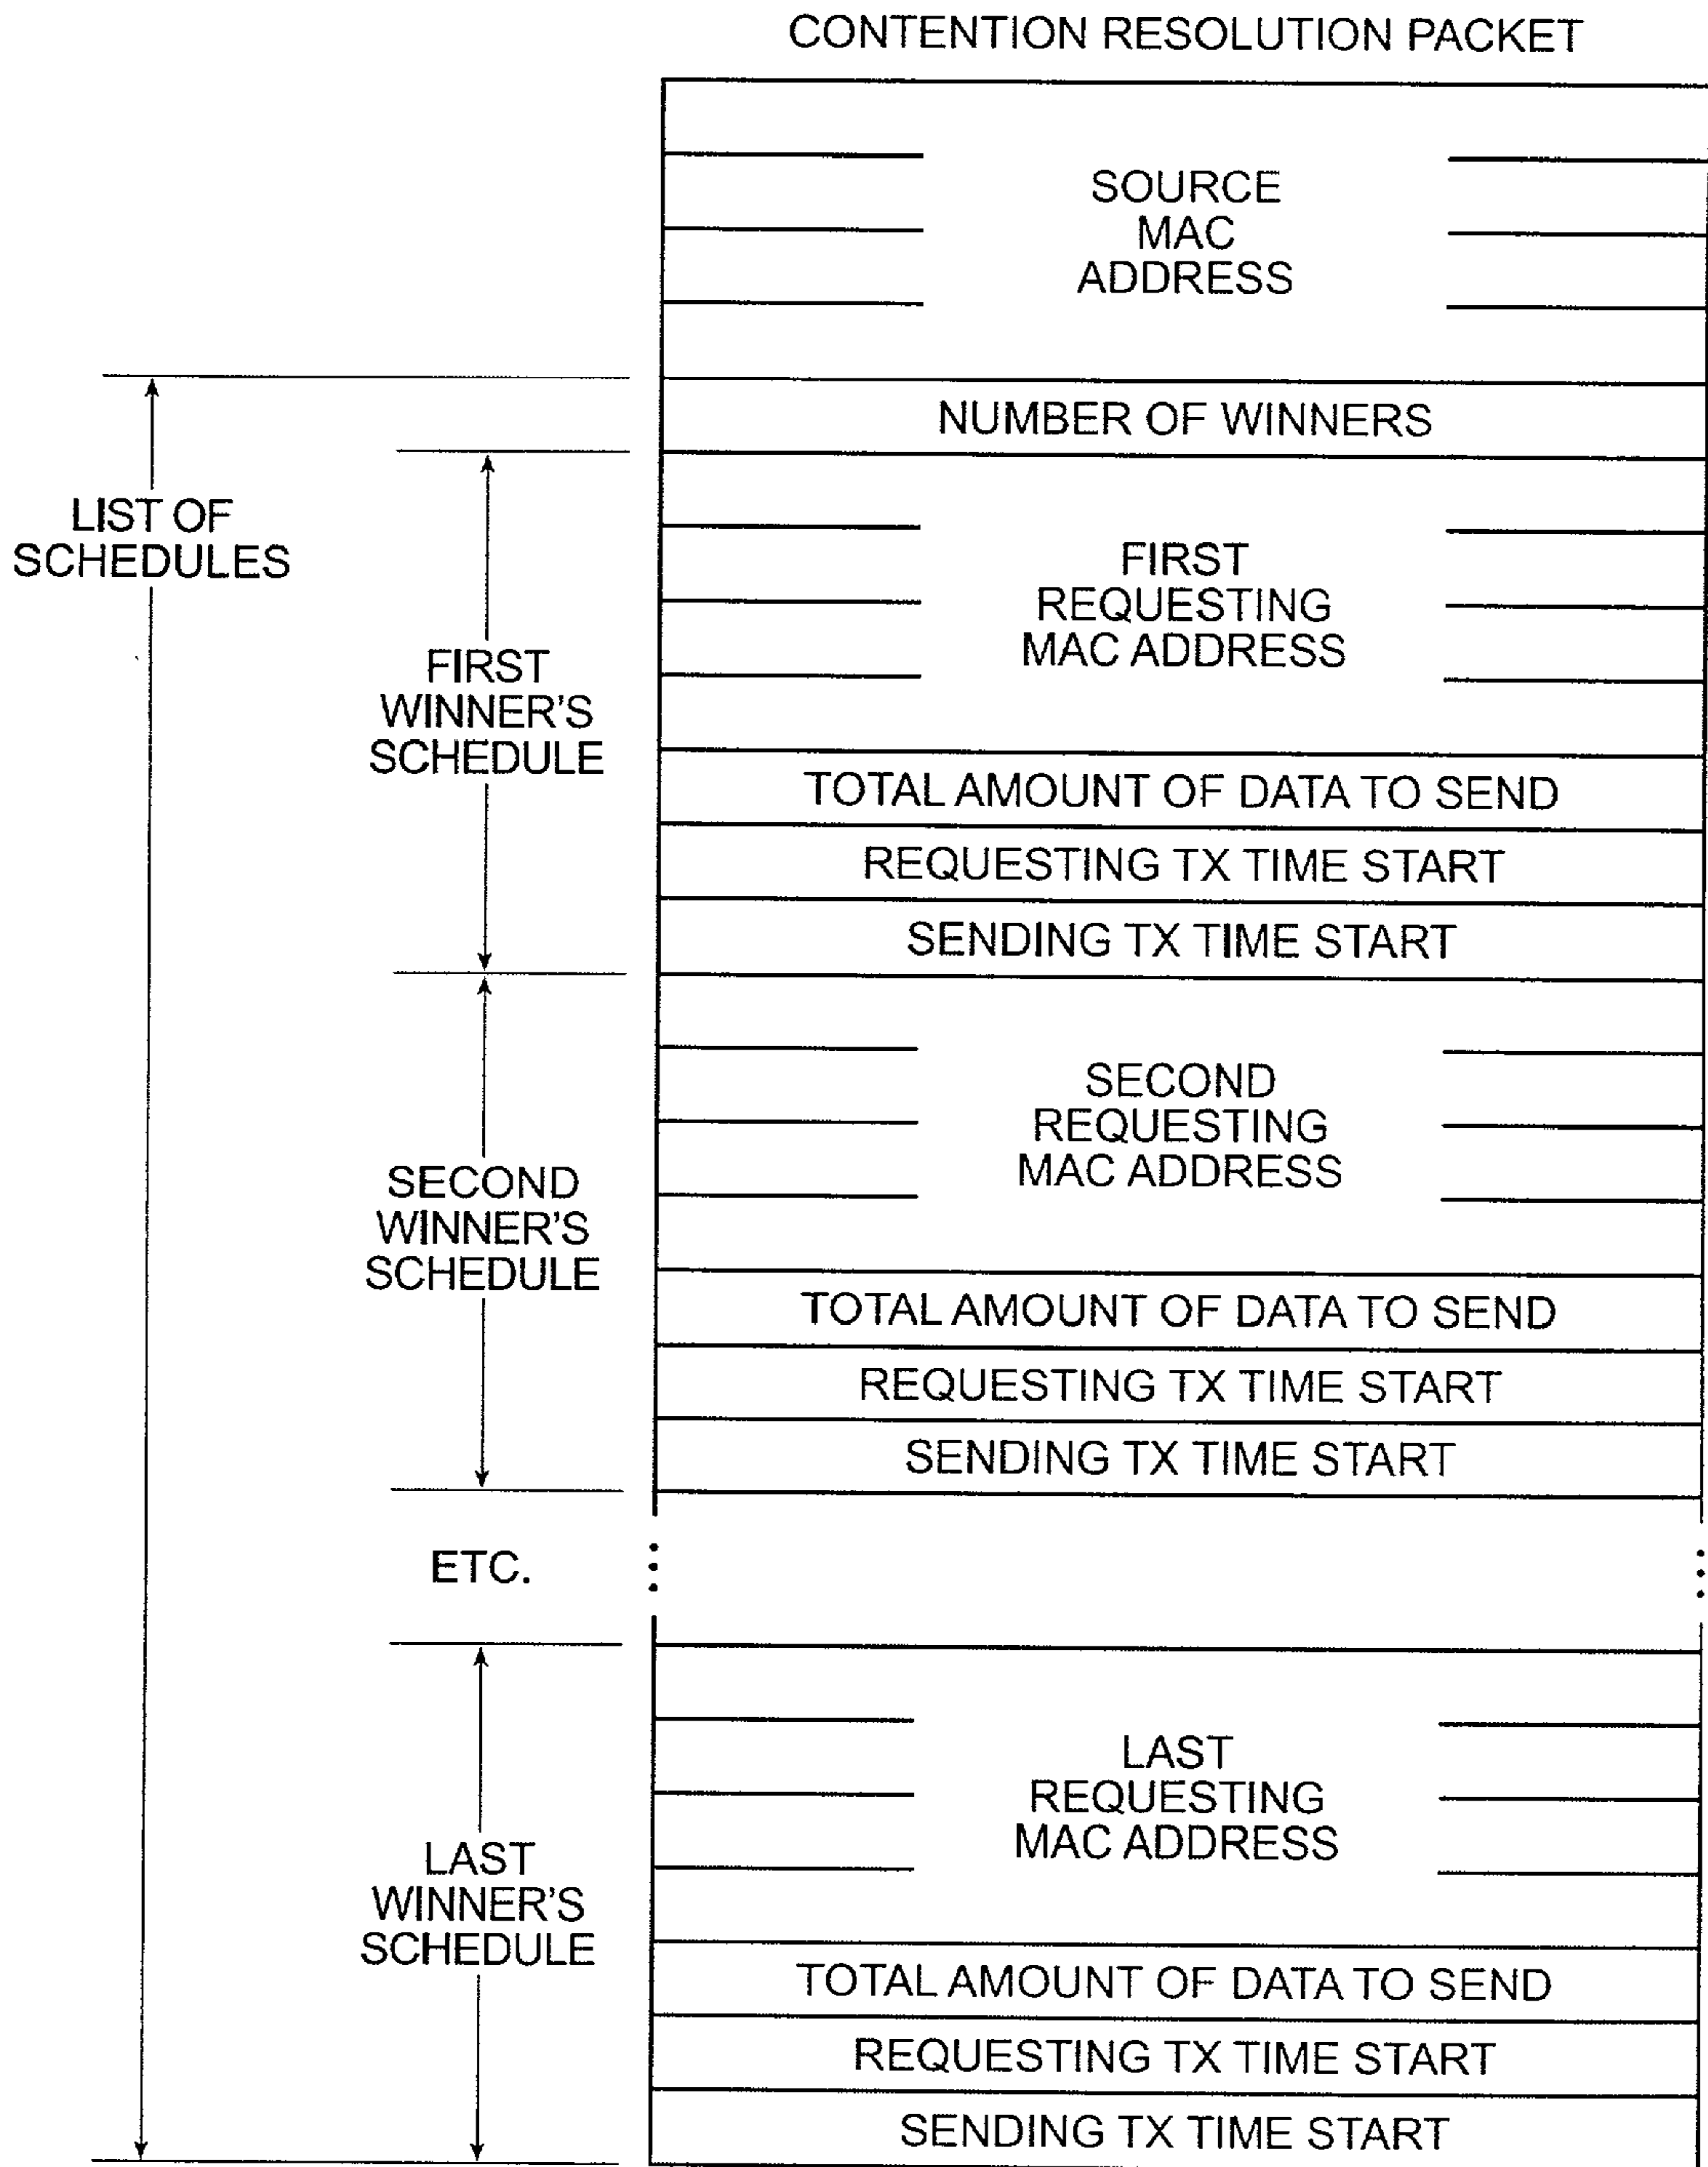 CONTENTION RESOLUTION PACKET
SOURCE
MAC
ADDRESS
NUMBER OF WINNERS
LIST OF
SCHEDULES
FIRST
WINNER'S
SCHEDULE
FIRST
REQUESTING
MAC ADDRESS
TOTAL AMOUNT OF DATA TO SEND
REQUESTING TX TIME START
SENDING TX TIME START
SECOND
WINNER'S
SCHEDULE
SECOND
REQUESTING
MAC ADDRESS
TOTAL AMOUNT OF DATA TO SEND
REQUESTING TX TIME START
SENDING TX TIME START
ETC.
LAST
WINNER'S
SCHEDULE
LAST
REQUESTING
MAC ADDRESS
TOTAL AMOUNT OF DATA TO SEND
REQUESTING TX TIME START
SENDING TX TIME START